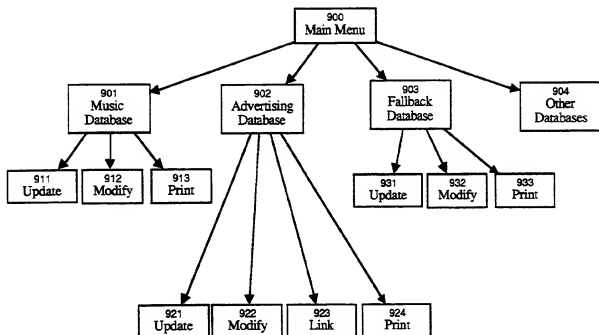 900
Main Menu
901
Music
Database
902
Advertising
Database
903
Fallback
Database
904
Other
Databases
911
Update
912
Modify
913
Print
931
Update
932
Modify
933
Print
921
Update
922
Modify
923
Link
924
Print